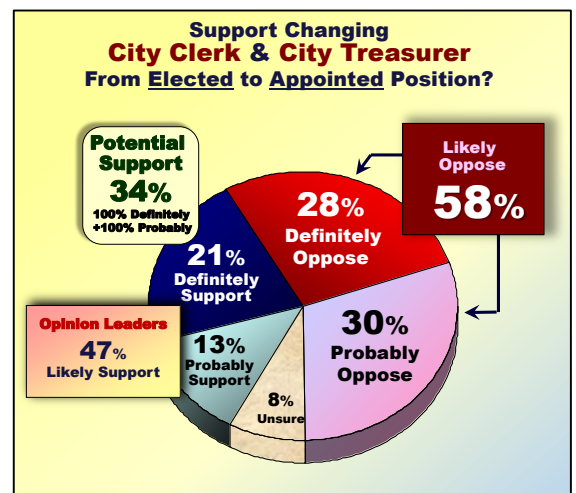 Support Changing
City Clerk & City Treasurer
From Elected to Appointed Position?
Potential
Support
34%
100% Definitely
+100% Probably
Likely
Oppose
58%
28%
Definitely
Oppose
21%
Definitely
Support
Opinion Leaders
47%
Likely Support
13%
Probably
Support
30%
Probably
Oppose
8%
Unsure